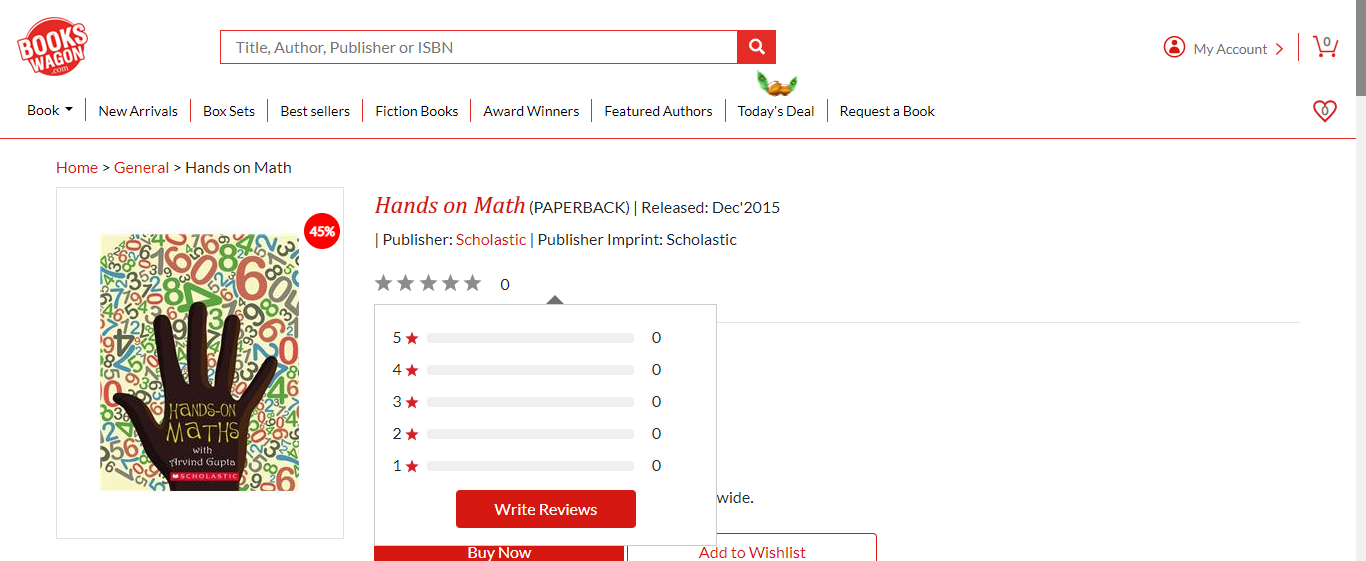 BOOKS
WAGON
.com
Title, Author, Publisher or ISBN
My Account
0
Book
New Arrivals
Box Sets
Best sellers
Fiction Books
Award Winners
Featured Authors
Today's Deal
Request a Book
0
Home > General > Hands on Math
45%
HANDS-ON
MATHS
with
Arvind Gupta
SCHOLASTIC
Hands on Math (PAPERBACK) | Released: Dec'2015
| Publisher: Scholastic | Publisher Imprint: Scholastic
0
5 0
4 0
3 0
2 0
1 0
Write Reviews
wide.
Buy Now
Add to Wishlist